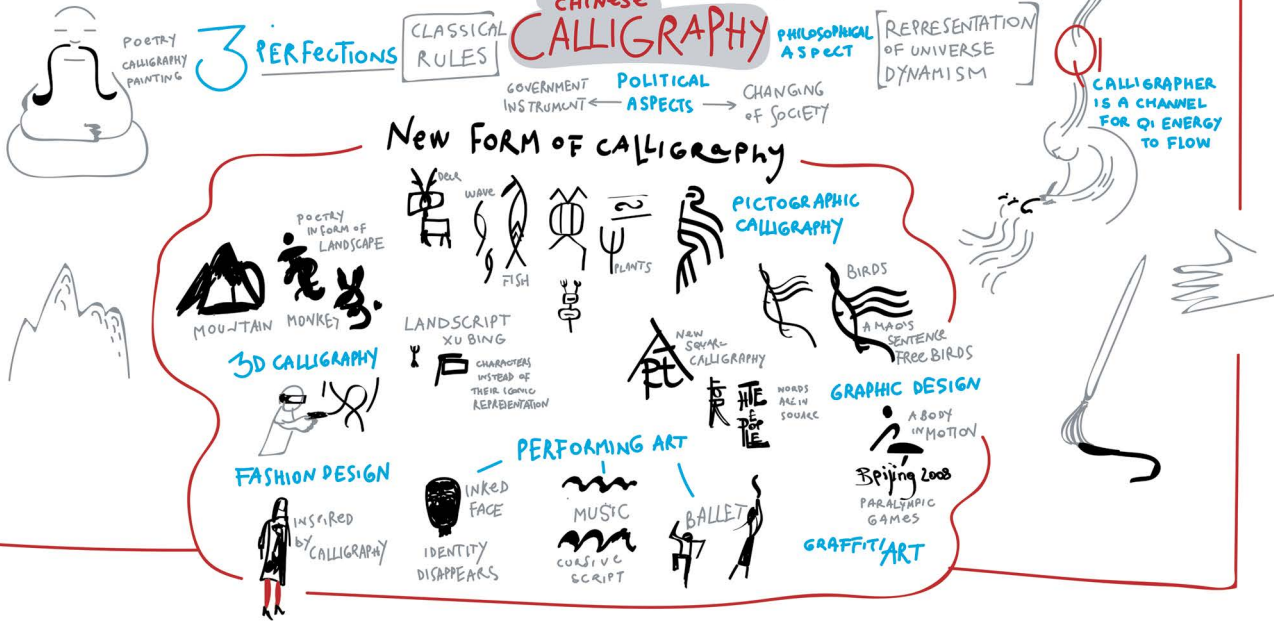 CHINESE
CALLIGRAPHY
POETRY
CALLIGRAPHY
PAINTING
3 PERFECTIONS
CLASSICAL
RULES
PHILOSOPHICAL
ASPECT
REPRESENTATION
OF UNIVERSE
DYNAMISM
QI
CALLIGRAPHER
IS A CHANNEL
FOR QI ENERGY
TO FLOW
GOVERNMENT
INSTRUMENT
POLITICAL
ASPECTS
CHANGING
OF SOCIETY
NEW FORM OF CALLIGRAPHY
DEER
WAVE
FISH
PLANTS
PICTOGRAPHIC
CALLIGRAPHY
POETRY
IN FORM OF
LANDSCAPE
MOUNTAIN
MONKEY
BIRDS
A MAO'S
SENTENCE
FREE BIRDS
LANDSCRIPT
XU BING
CHARACTERS
INSTEAD OF
THEIR ICONIC
REPRESENTATION
NEW
SQUARE
CALLIGRAPHY
WORDS
ARE IN
SQUARE
3D CALLIGRAPHY
GRAPHIC DESIGN
A BODY
IN MOTION
Beijing 2008
PARALYMPIC
GAMES
FASHION DESIGN
INSPIRED
by CALLIGRAPHY
PERFORMING ART
INKED
FACE
IDENTITY
DISAPPEARS
MUSIC
CURSIVE
SCRIPT
BALLET
GRAFFITI/ART